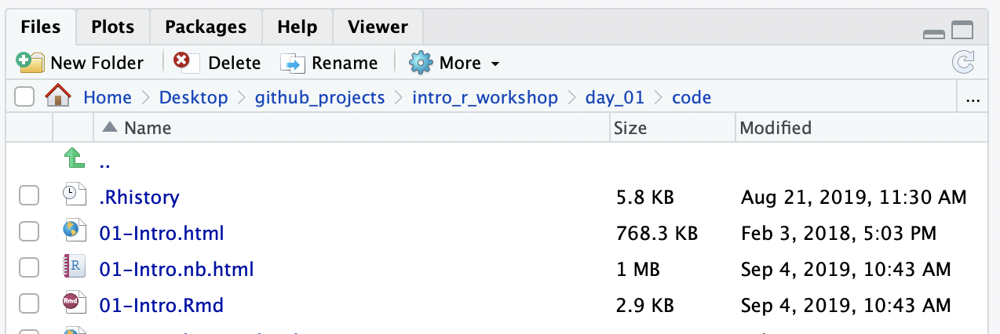 Files Plots Packages Help Viewer
New Folder Delete Rename More
Home Desktop github_projects intro_r_workshop day_01 code ...
Name Size Modified
..
.Rhistory 5.8 KB Aug 21, 2019, 11:30 AM
01-Intro.html 768.3 KB Feb 3, 2018, 5:03 PM
R 01-Intro.nb.html 1 MB Sep 4, 2019, 10:43 AM
Rmd 01-Intro.Rmd 2.9 KB Sep 4, 2019, 10:43 AM